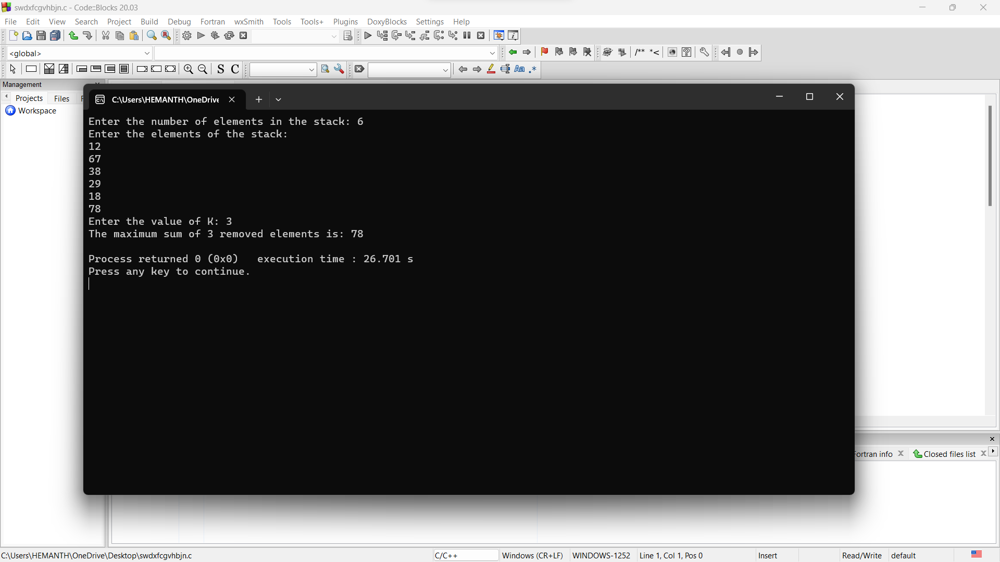 swdxfcgvhbjn.c - Code::Blocks 20.03
File Edit View Search Project Build Debug Fortran wxSmith Tools Tools+ Plugins DoxyBlocks Settings Help
<global>
/** *<
S C
Aa .*
Management
Projects Files
Workspace
C:\Users\HEMANTH\OneDrive
Enter the number of elements in the stack: 6
Enter the elements of the stack:
12
67
38
29
18
78
Enter the value of K: 3
The maximum sum of 3 removed elements is: 78
Process returned 0 (0x0) execution time : 26.701 s
Press any key to continue.
Fortran info Closed files list
C:\Users\HEMANTH\OneDrive\Desktop\swdxfcgvhbjn.c C/C++ Windows (CR+LF) WINDOWS-1252 Line 1, Col 1, Pos 0 Insert Read/Write default